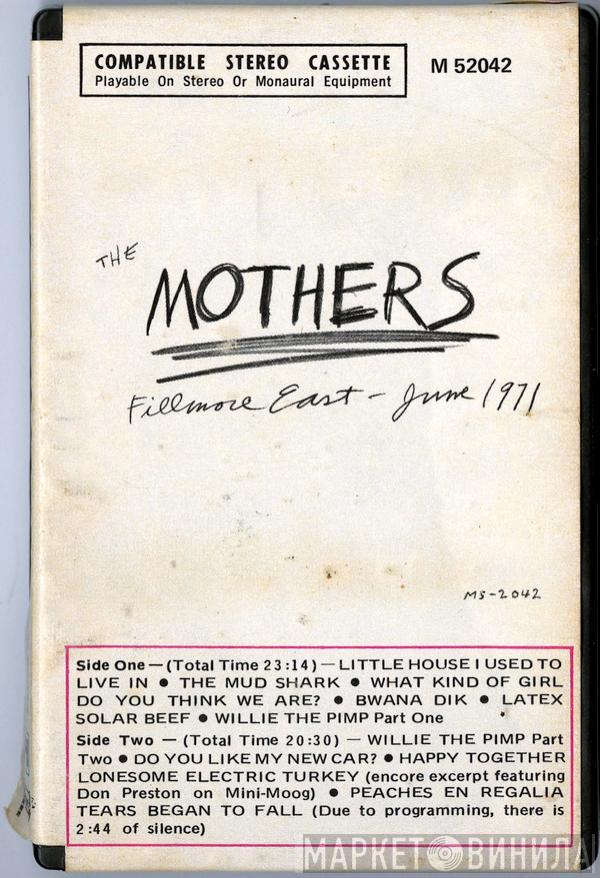 COMPATIBLE STEREO CASSETTE
Playable On Stereo Or Monaural Equipment
M 52042
THE
MOTHERS
Fillmore East - June 1971
MS-2042
Side One — (Total Time 23:14) — LITTLE HOUSE I USED TO
LIVE IN ● THE MUD SHARK ● WHAT KIND OF GIRL
DO YOU THINK WE ARE? ● BWANA DIK ● LATEX
SOLAR BEEF ● WILLIE THE PIMP Part One
Side Two — (Total Time 20:30) — WILLIE THE PIMP Part
Two ● DO YOU LIKE MY NEW CAR? ● HAPPY TOGETHER
LONESOME ELECTRIC TURKEY (encore excerpt featuring
Don Preston on Mini-Moog) ● PEACHES EN REGALIA
TEARS BEGAN TO FALL (Due to programming, there is
2:44 of silence)
МАРКЕТ ВИНИЛА